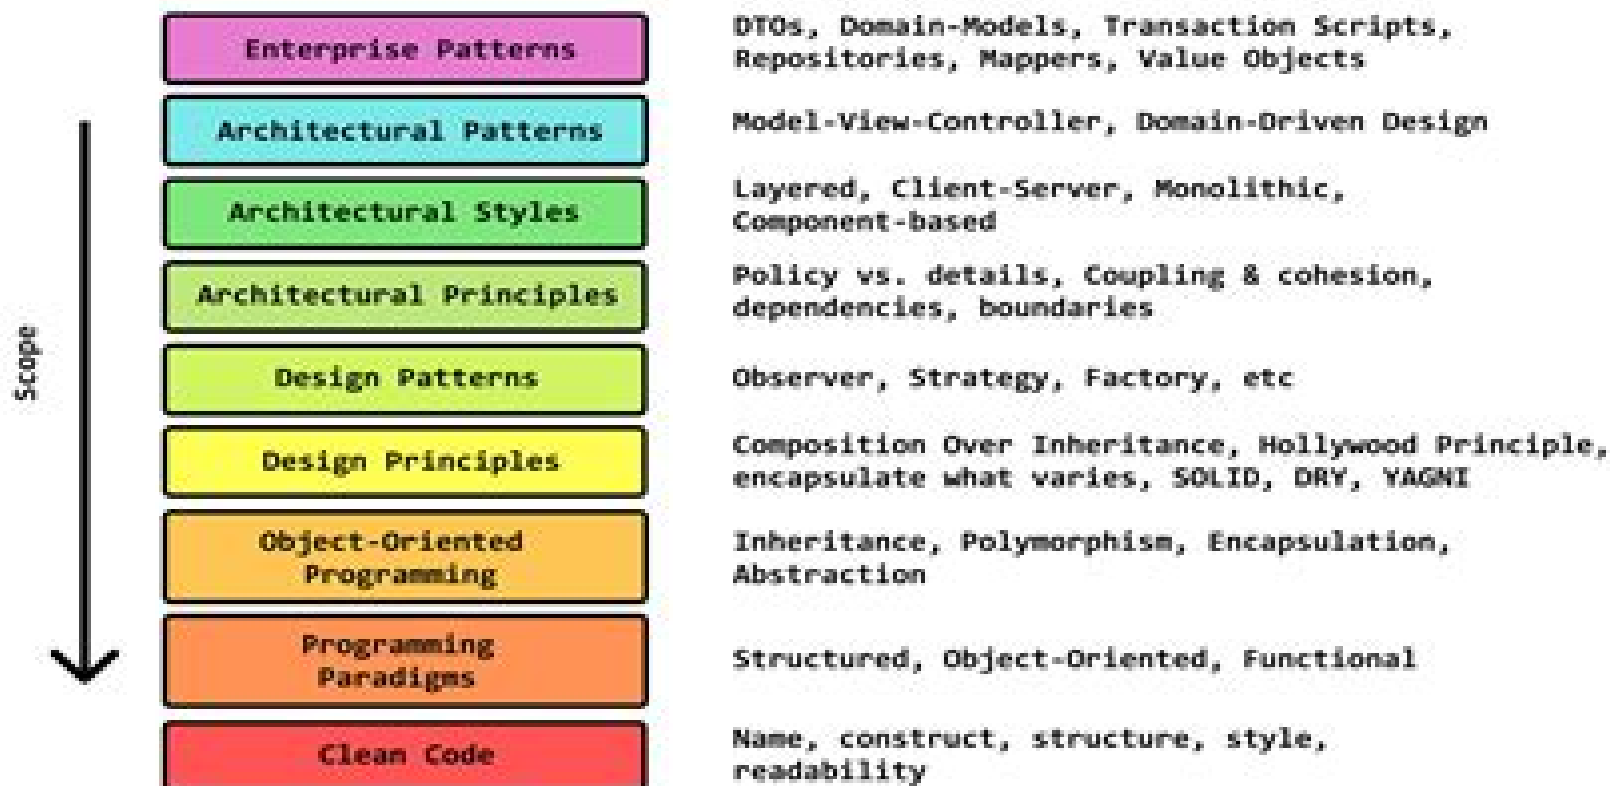 Enterprise Patterns
DTOs, Domain-Models, Transaction Scripts,
Repositories, Mappers, Value Objects
Architectural Patterns
Model-View-Controller, Domain-Driven Design
Architectural Styles
Layered, Client-Server, Monolithic,
Component-based
Architectural Principles
Policy vs. details, Coupling & cohesion,
dependencies, boundaries
Scope
Design Patterns
Observer, Strategy, Factory, etc
Design Principles
Composition Over Inheritance, Hollywood Principle,
encapsulate what varies, SOLID, DRY, YAGNI
Object-Oriented
Programming
Inheritance, Polymorphism, Encapsulation,
Abstraction
Programming
Paradigms
Structured, Object-Oriented, Functional
Clean Code
Name, construct, structure, style,
readability